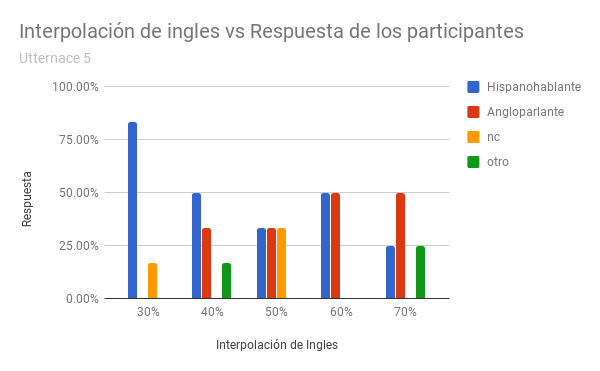 Interpolación de ingles vs Respuesta de los participantes
Utternace 5
100.00%
75.00%
50.00%
25.00%
0.00%
Respuesta
30%
40%
50%
60%
70%
Interpolación de Ingles
Hispanohablante
Angloparlante
nc
otro